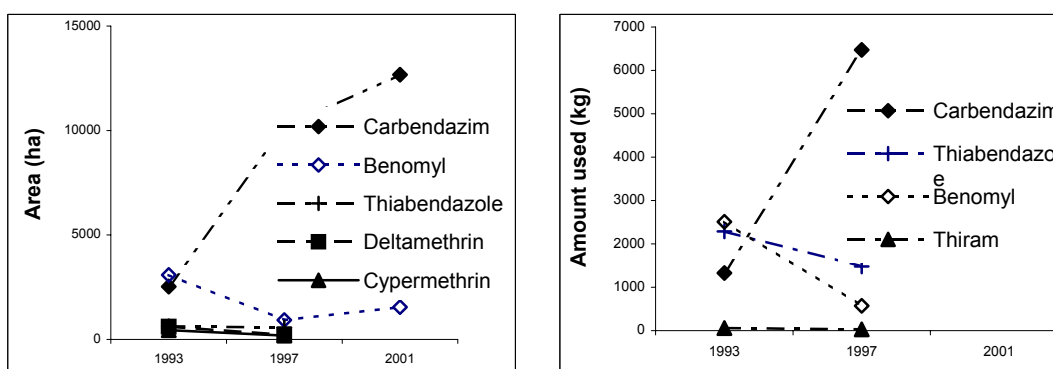 15000
10000
5000
0
Area (ha)
1993
1997
2001
Carbendazim
Benomyl
Thiabendazole
Deltamethrin
Cypermethrin
7000
6000
5000
4000
3000
2000
1000
0
Amount used (kg)
1993
1997
2001
Carbendazim
Thiabendazo
e
Benomyl
Thiram